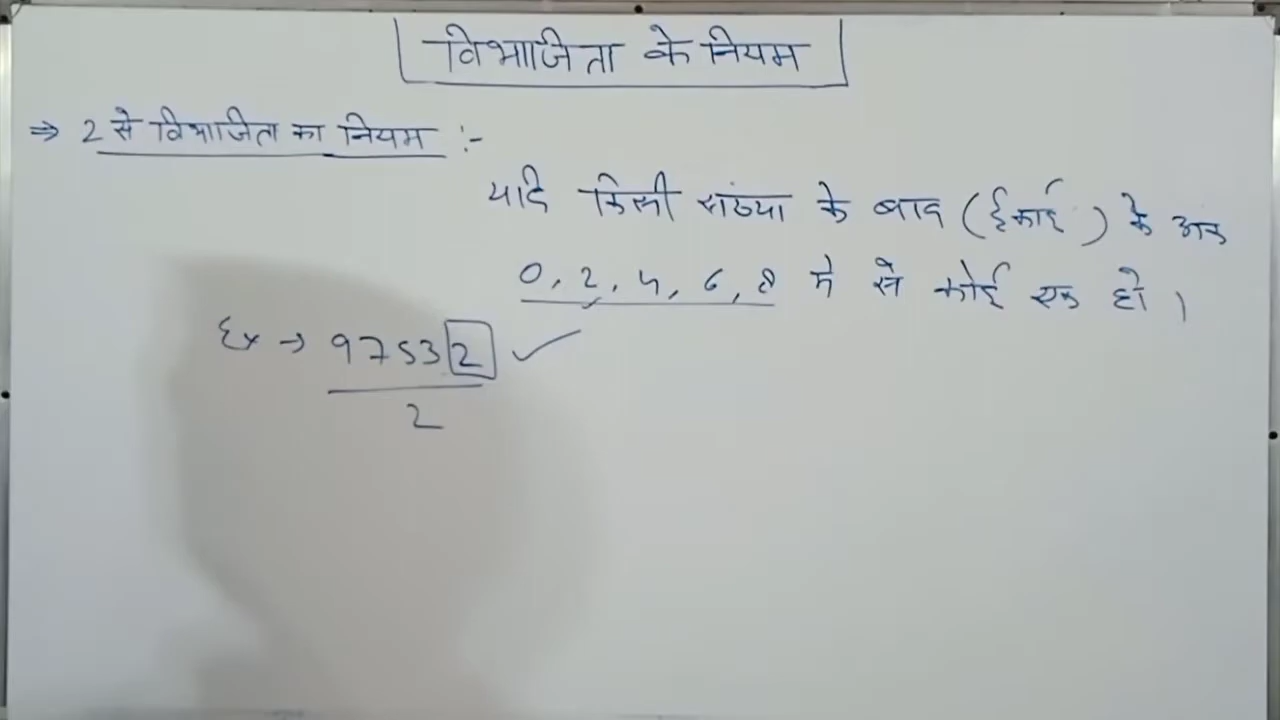 विभाजिता के नियम
⇒ 2 से विभाजिता का नियम :-
यदि किसी संख्या के बाद (ईकाई) के अंक
0, 2, 4, 6, 8 मे से कोई एक हो ।
Ex → 97532 ✓
2